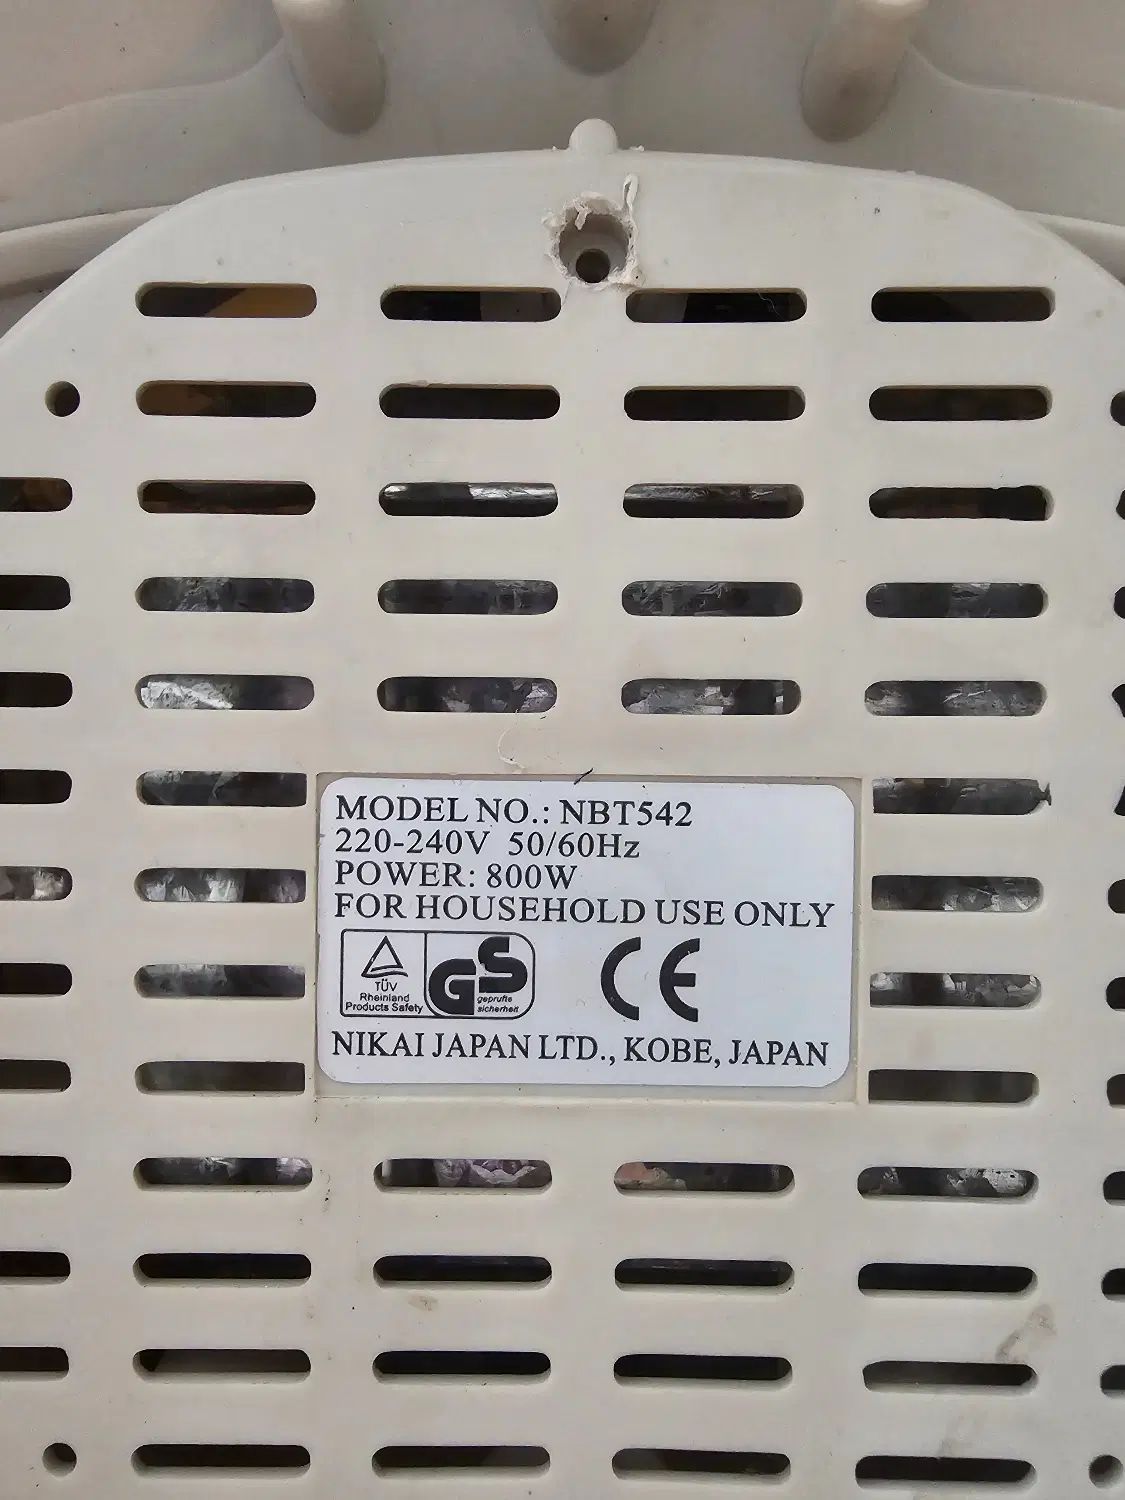 MODEL NO.: NBT542
220-240V 50/60Hz
POWER: 800W
FOR HOUSEHOLD USE ONLY
TÜV
Rheinland
Products Safety
GS
geprüfte
sicherheit
CE
NIKAI JAPAN LTD., KOBE, JAPAN